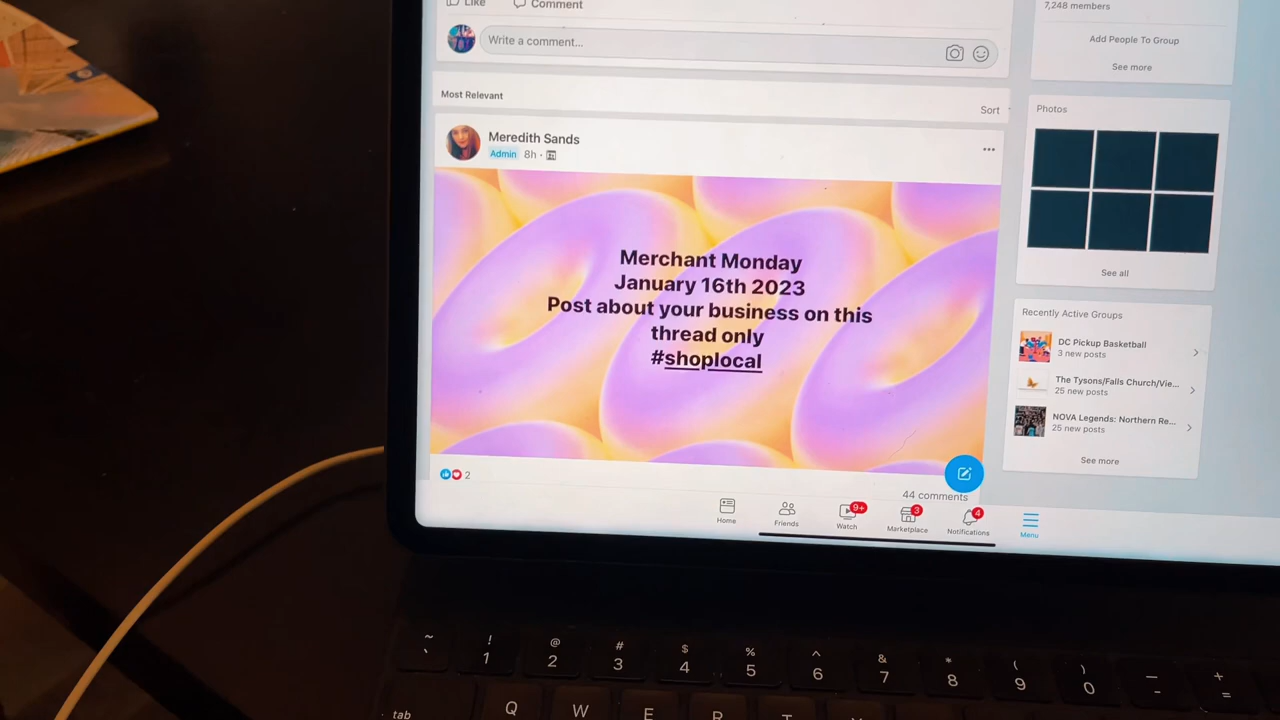 Like
Comment
Write a comment...
Most Relevant
Sort
Meredith Sands
Admin 8h ·
Merchant Monday
January 16th 2023
Post about your business on this
thread only
#shoplocal
2
44 comments
7,248 members
Add People To Group
See more
Photos
See all
Recently Active Groups
DC Pickup Basketball
3 new posts
The Tysons/Falls Church/Vie...
25 new posts
NOVA Legends: Northern Re...
25 new posts
See more
Home
Friends
9+
Watch
3
Marketplace
4
Notifications
Menu
~ ! @ # $ % ^ & * ( ) — +
` 1 2 3 4 5 6 7 8 9 0 - =
tab Q W E R T